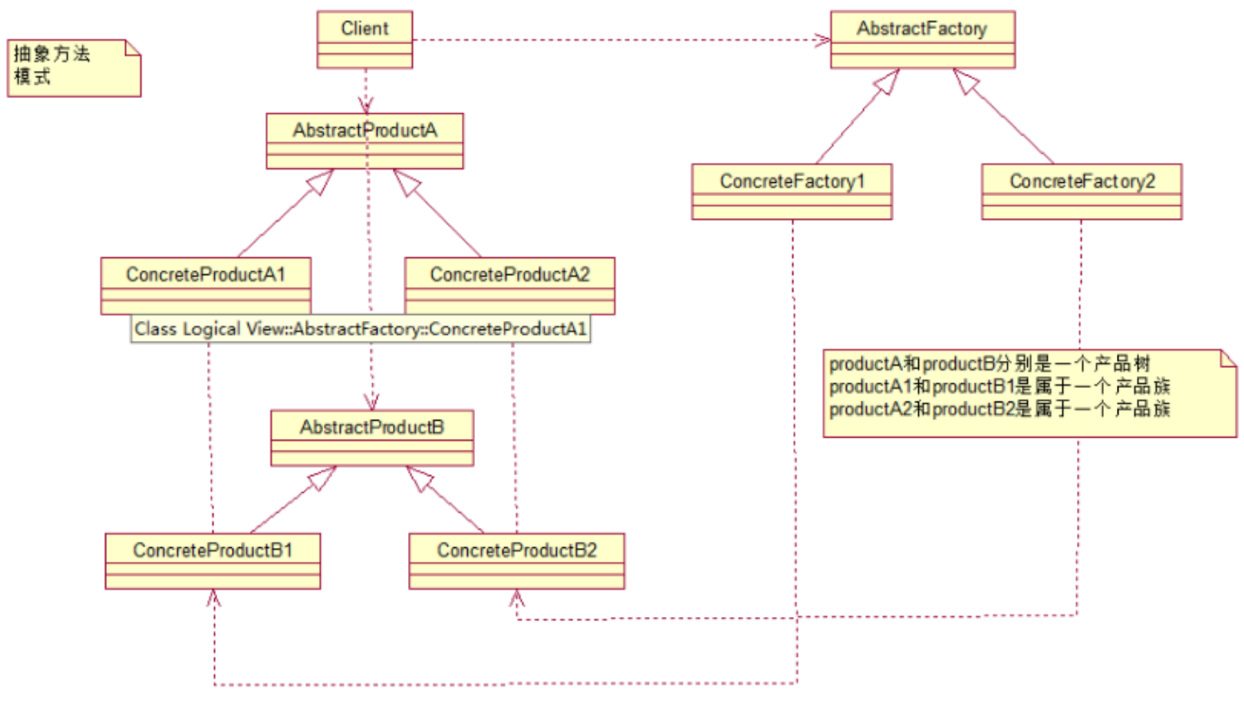 Client
AbstractFactory
抽象方法
模式
AbstractProductA
ConcreteFactory1
ConcreteFactory2
ConcreteProductA1
ConcreteProductA2
Class Logical View::AbstractFactory::ConcreteProductA1
productA和productB分别是一个产品树
productA1和productB1是属于一个产品族
productA2和productB2是属于一个产品族
AbstractProductB
ConcreteProductB1
ConcreteProductB2